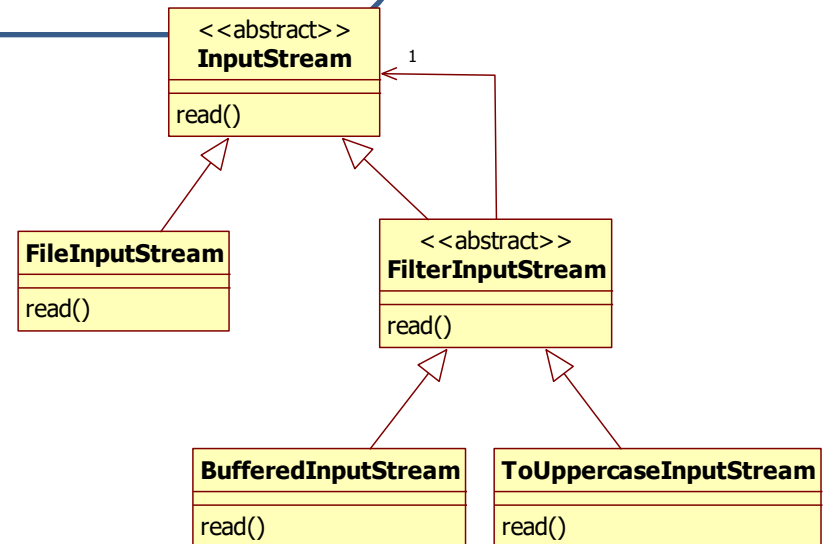 <<abstract>>
InputStream
1
read()
FileInputStream
read()
<<abstract>>
FilterInputStream
read()
BufferedInputStream
read()
ToUppercaseInputStream
read()